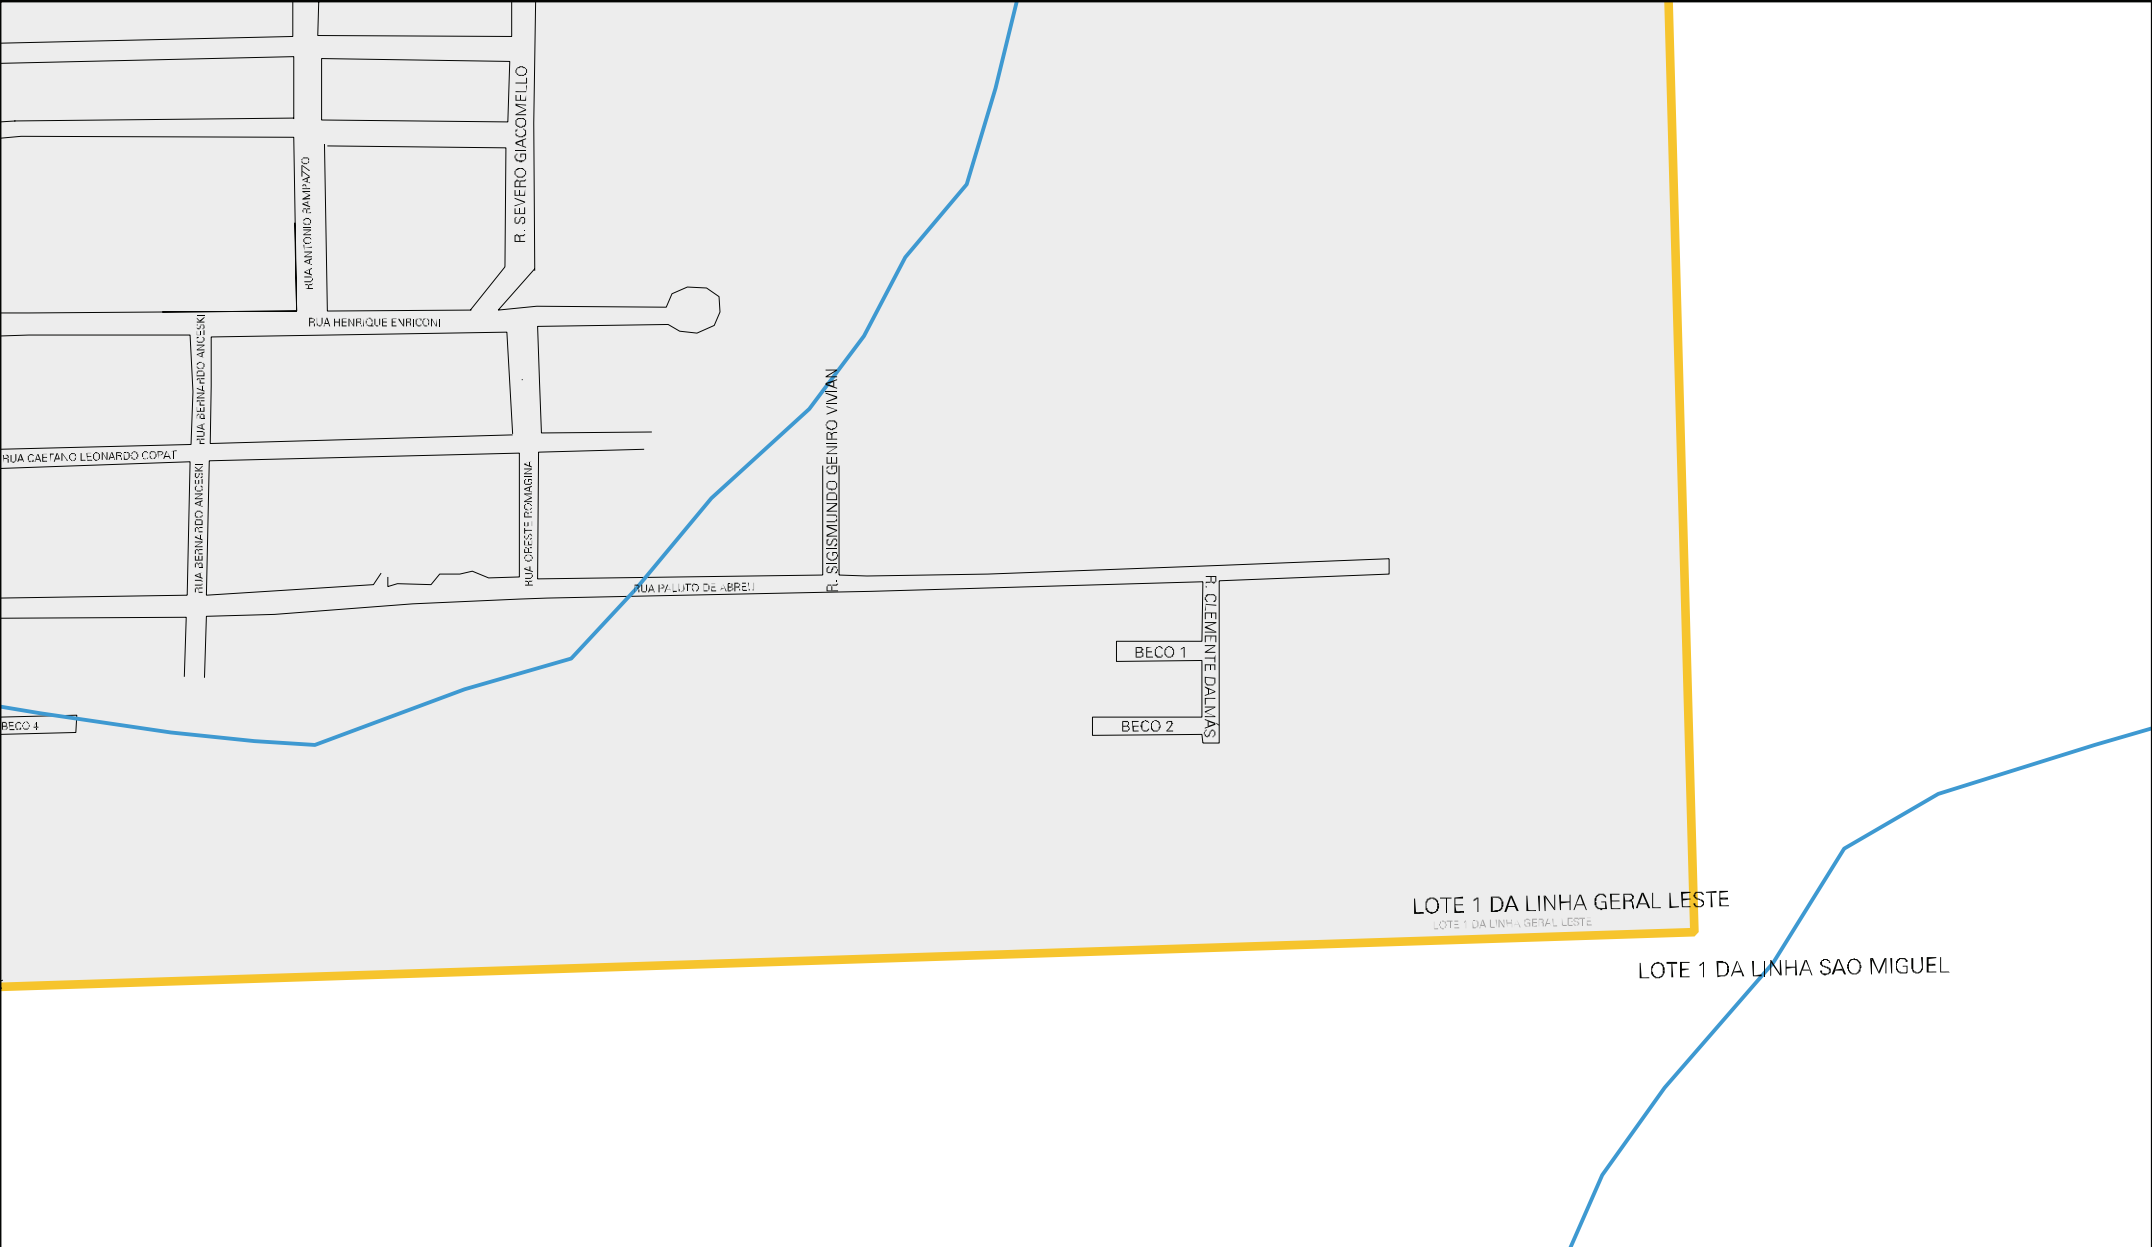 R. SEVERO GIACOMELLO
RUA ANTONIO RAMPAZZO
RUA HENRIQUE ENRICONI
RUA BERNARDO ANCESKI
R. SIGISMUNDO GENIRO VIVIAN
RUA CAETANO LEONARDO COPAT
RUA BERNARDO ANCESKI
RUA ORESTE ROMAGINA
RUA PALUTO DE ABREU
R. CLEMENTE DALMAS
BECO 1
BECO 4
BECO 2
LOTE 1 DA LINHA GERAL LESTE
LOTE 1 DA LINHA GERAL LESTE
LOTE 1 DA LINHA SAO MIGUEL